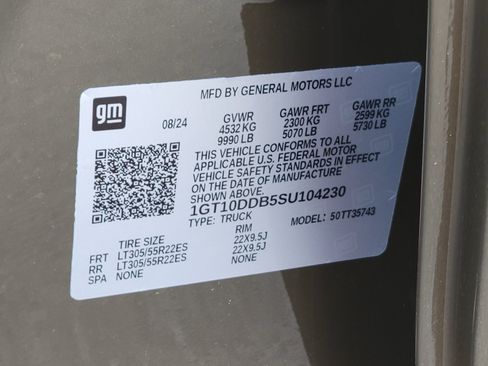 MFD BY GENERAL MOTORS LLC
gm
08/24
GVWR GAWR FRT GAWR RR
4532 KG 2300 KG 2599 KG
9990 LB 5070 LB 5730 LB
THIS VEHICLE CONFORMS TO ALL
APPLICABLE U.S. FEDERAL MOTOR
VEHICLE SAFETY STANDARDS IN EFFECT
ON THE DATE OF MANUFACTURE
SHOWN ABOVE.
1GT10DDB5SU104230
TYPE: TRUCK MODEL: 50TT35743
TIRE SIZE RIM
FRT LT305/55R22ES 22X9.5J
RR LT305/55R22ES 22X9.5J
SPA NONE NONE